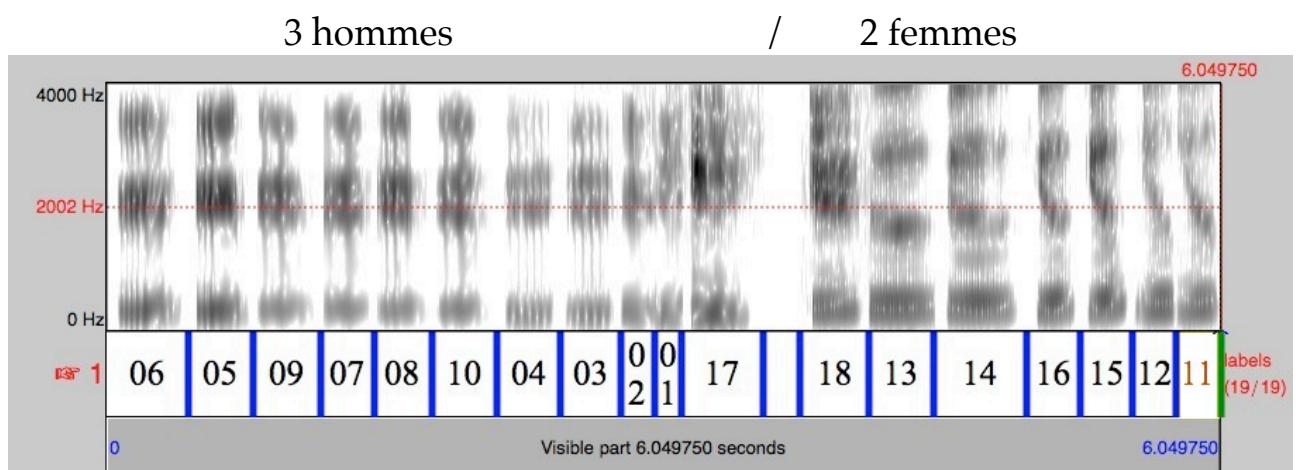 3 hommes / 2 femmes
6.049750
4000 Hz
2002 Hz
0 Hz
☞ 1 06 05 09 07 08 10 04 03 02 01 17 18 13 14 16 15 12 11 labels (19/19)
0 Visible part 6.049750 seconds 6.049750